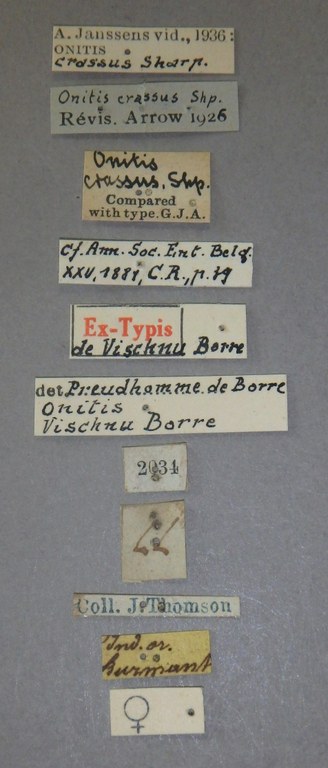 A. Janssens vid., 1936:
ONITIS
crassus Sharp.
Onitis crassus Shp.
Révis. Arrow 1926
Onitis
crassus. Shp.
Compared
with type. G.J.A.
Cf. Ann. Soc. Ent. Belg.
XXV, 1881, C.R., p.
Ex-Typis
de Vischnu Borre
det Preudhomme de Borre
Onitis
Vischnu Borre
2034
Coll. J. Thomson
Ind. or.
♀